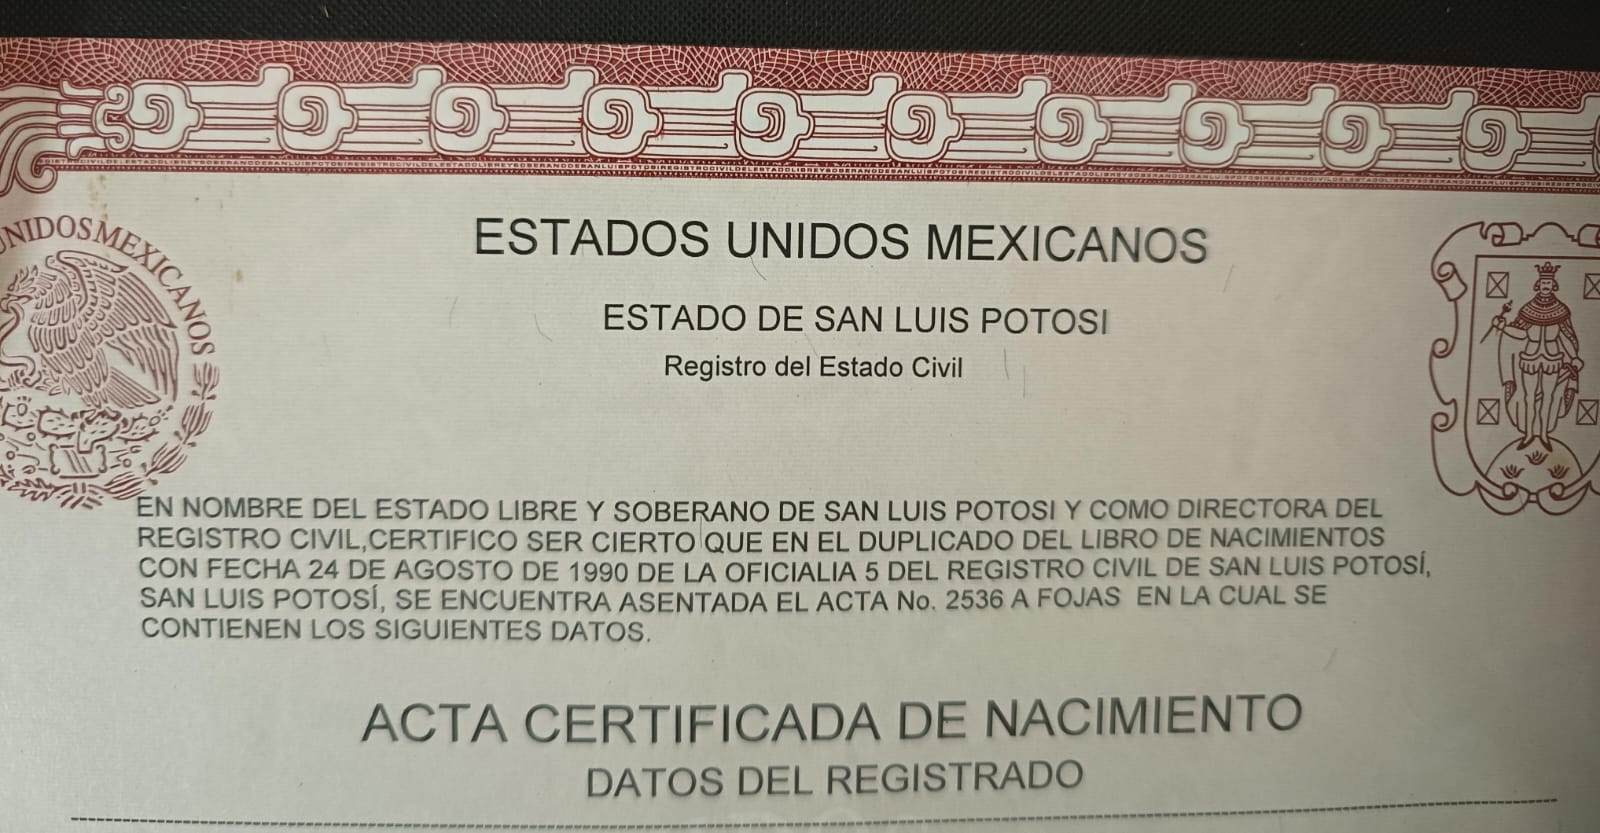 ESTADOS UNIDOS MEXICANOS
ESTADO DE SAN LUIS POTOSI
Registro del Estado Civil
UNIDOS MEXICANOS
EN NOMBRE DEL ESTADO LIBRE Y SOBERANO DE SAN LUIS POTOSI Y COMO DIRECTORA DEL
REGISTRO CIVIL,CERTIFICO SER CIERTO QUE EN EL DUPLICADO DEL LIBRO DE NACIMIENTOS
CON FECHA 24 DE AGOSTO DE 1990 DE LA OFICIALIA 5 DEL REGISTRO CIVIL DE SAN LUIS POTOSÍ,
SAN LUIS POTOSÍ, SE ENCUENTRA ASENTADA EL ACTA No. 2536 A FOJAS EN LA CUAL SE
CONTIENEN LOS SIGUIENTES DATOS.
ACTA CERTIFICADA DE NACIMIENTO
DATOS DEL REGISTRADO